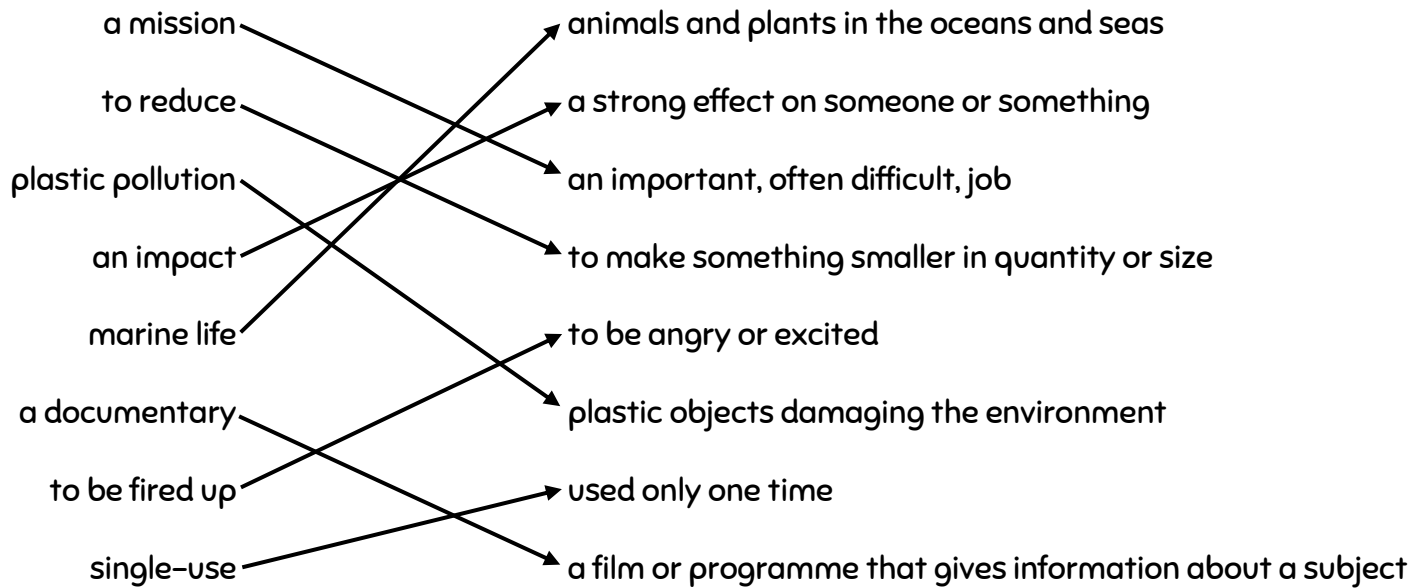 a mission
animals and plants in the oceans and seas
to reduce
a strong effect on someone or something
plastic pollution
an important, often difficult, job
an impact
to make something smaller in quantity or size
marine life
to be angry or excited
a documentary
plastic objects damaging the environment
to be fired up
used only one time
single-use
a film or programme that gives information about a subject